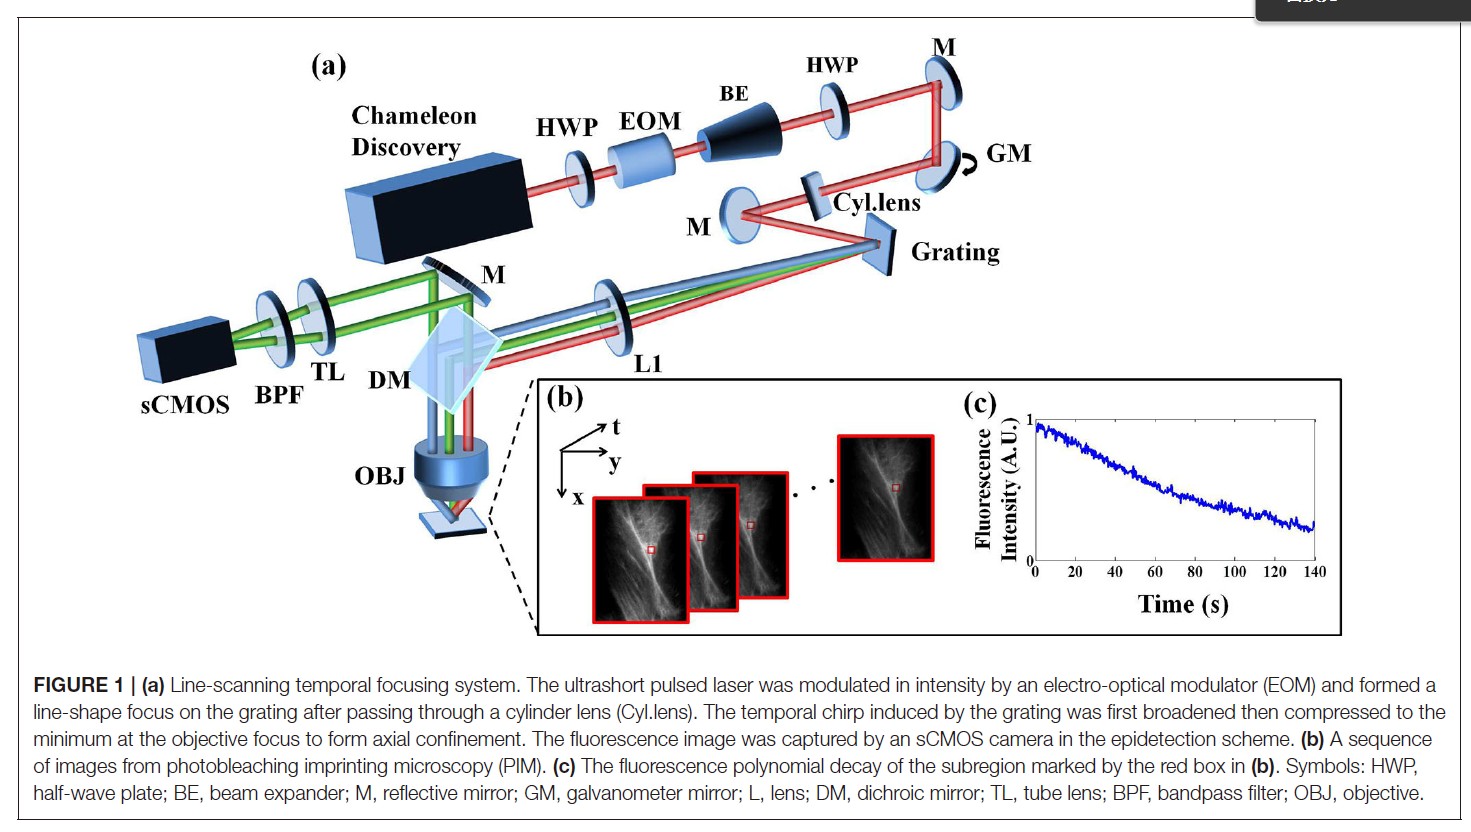 (a)
M
HWP
BE
Chameleon
Discovery
HWP
EOM
GM
Cyl.lens
M
Grating
M
sCMOS
BPF
TL
DM
L1
OBJ
(b)
t
y
x
(c)
Fluorescence
Intensity (A.U.)
1
0
0 20 40 60 80 100 120 140
Time (s)
FIGURE 1 | (a) Line-scanning temporal focusing system. The ultrashort pulsed laser was modulated in intensity by an electro-optical modulator (EOM) and formed a
line-shape focus on the grating after passing through a cylinder lens (Cyl.lens). The temporal chirp induced by the grating was first broadened then compressed to the
minimum at the objective focus to form axial confinement. The fluorescence image was captured by an sCMOS camera in the epidetection scheme. (b) A sequence
of images from photobleaching imprinting microscopy (PIM). (c) The fluorescence polynomial decay of the subregion marked by the red box in (b). Symbols: HWP,
half-wave plate; BE, beam expander; M, reflective mirror; GM, galvanometer mirror; L, lens; DM, dichroic mirror; TL, tube lens; BPF, bandpass filter; OBJ, objective.